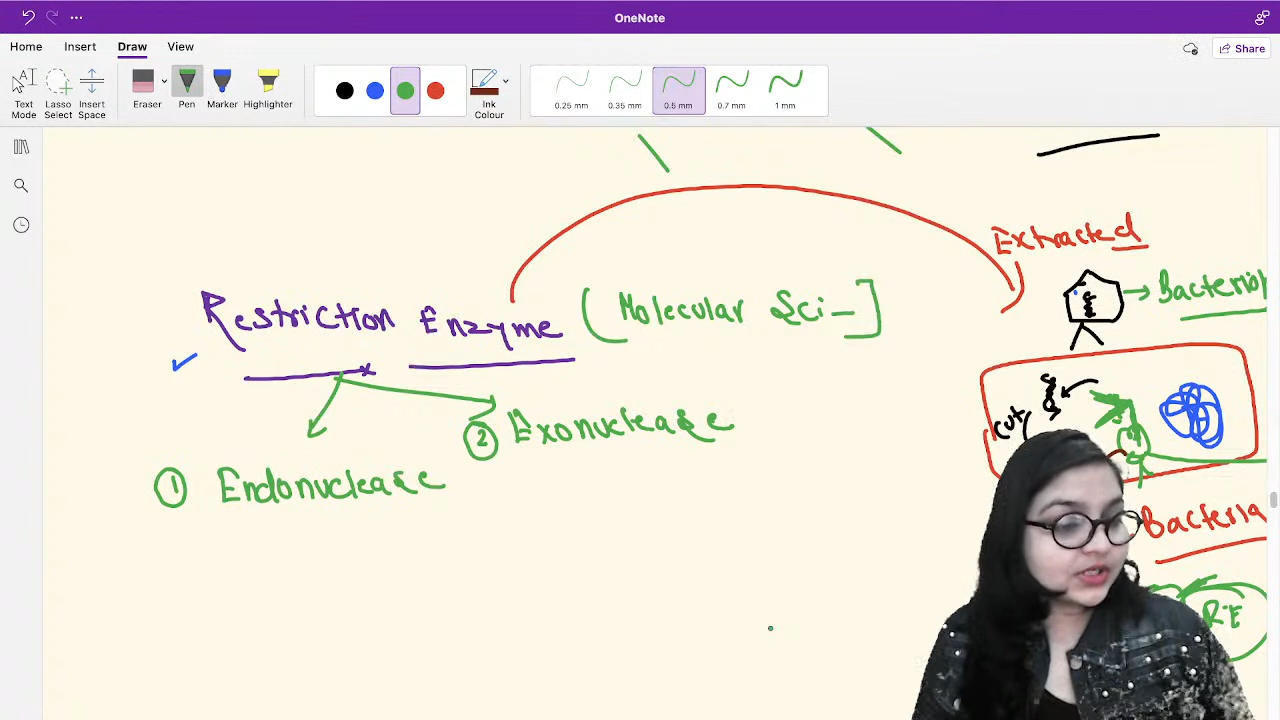 OneNote
Home Insert Draw View
Share
Text Mode
Lasso Select
Insert Space
Eraser
Pen
Marker
Highlighter
Ink Colour
0.25 mm
0.35 mm
0.5 mm
0.7 mm
1 mm
Extracted
Restriction Enzyme [Molecular Sci-]
Bacterioph
cut
② Exonuclease
① Endonuclease
Bacteria
R.E